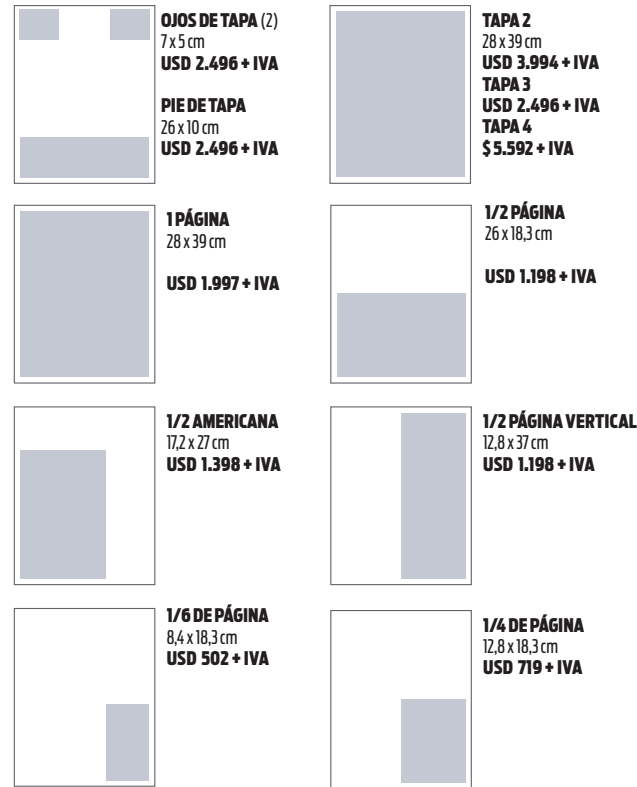 OJOS DE TAPA (2)
7 x 5 cm
USD 2.496 + IVA
PIE DE TAPA
26 x 10 cm
USD 2.496 + IVA
TAPA 2
28 x 39 cm
USD 3.994 + IVA
TAPA 3
USD 2.496 + IVA
TAPA 4
$ 5.592 + IVA
1 PÁGINA
28 x 39 cm
USD 1.997 + IVA
1/2 PÁGINA
26 x 18,3 cm
USD 1.198 + IVA
1/2 AMERICANA
17,2 x 27 cm
USD 1.398 + IVA
1/2 PÁGINA VERTICAL
12,8 x 37 cm
USD 1.198 + IVA
1/6 DE PÁGINA
8,4 x 18,3 cm
USD 502 + IVA
1/4 DE PÁGINA
12,8 x 18,3 cm
USD 719 + IVA